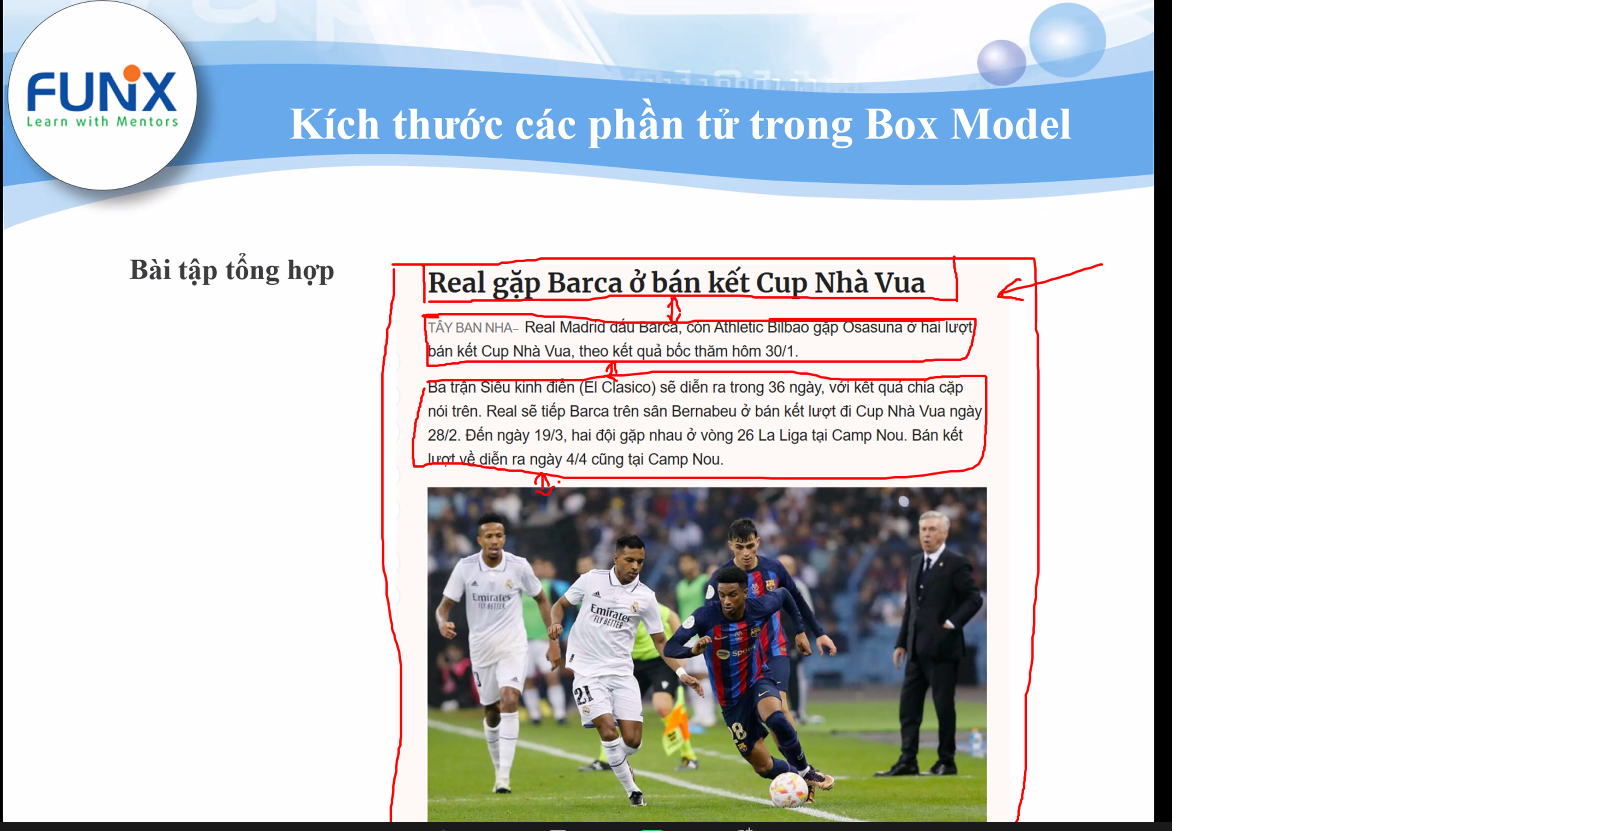 FUNiX
Learn with Mentors
Kích thước các phần tử trong Box Model
Bài tập tổng hợp
Real gặp Barca ở bán kết Cup Nhà Vua
TÂY BAN NHA– Real Madrid đấu Barca, còn Athletic Bilbao gặp Osasuna ở hai lượt
bán kết Cup Nhà Vua, theo kết quả bốc thăm hôm 30/1.
Ba trận Siêu kinh điển (El Clasico) sẽ diễn ra trong 36 ngày, với kết quả chia cặp
nói trên. Real sẽ tiếp Barca trên sân Bernabeu ở bán kết lượt đi Cup Nhà Vua ngày
28/2. Đến ngày 19/3, hai đội gặp nhau ở vòng 26 La Liga tại Camp Nou. Bán kết
lượt về diễn ra ngày 4/4 cũng tại Camp Nou.
Emirates
FLY BETTER
Emirates
FLY BETTER
21
Spotify
28